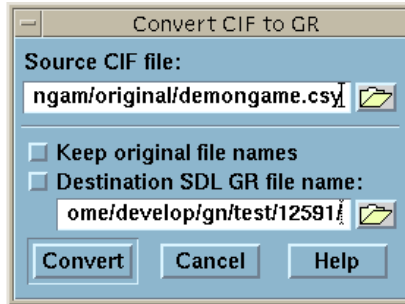 Convert CIF to GR
Source CIF file:
ngam/original/demongame.csy
Keep original file names
Destination SDL GR file name:
ome/develop/gn/test/12591/
Convert Cancel Help